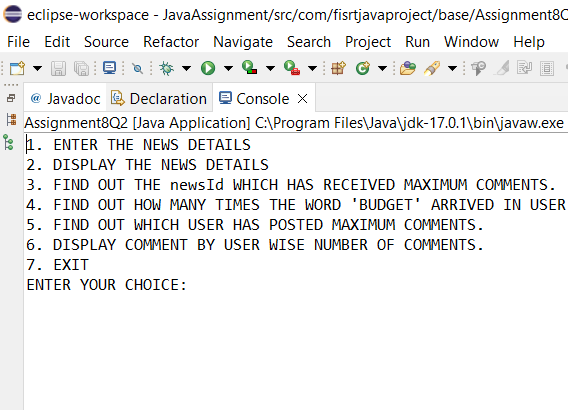 eclipse-workspace - JavaAssignment/src/com/fisrtjavaproject/base/Assignment8Q
File Edit Source Refactor Navigate Search Project Run Window Help
@ Javadoc Declaration Console
Assignment8Q2 [Java Application] C:\Program Files\Java\jdk-17.0.1\bin\javaw.exe
1. ENTER THE NEWS DETAILS
2. DISPLAY THE NEWS DETAILS
3. FIND OUT THE newsId WHICH HAS RECEIVED MAXIMUM COMMENTS.
4. FIND OUT HOW MANY TIMES THE WORD 'BUDGET' ARRIVED IN USER
5. FIND OUT WHICH USER HAS POSTED MAXIMUM COMMENTS.
6. DISPLAY COMMENT BY USER WISE NUMBER OF COMMENTS.
7. EXIT
ENTER YOUR CHOICE: